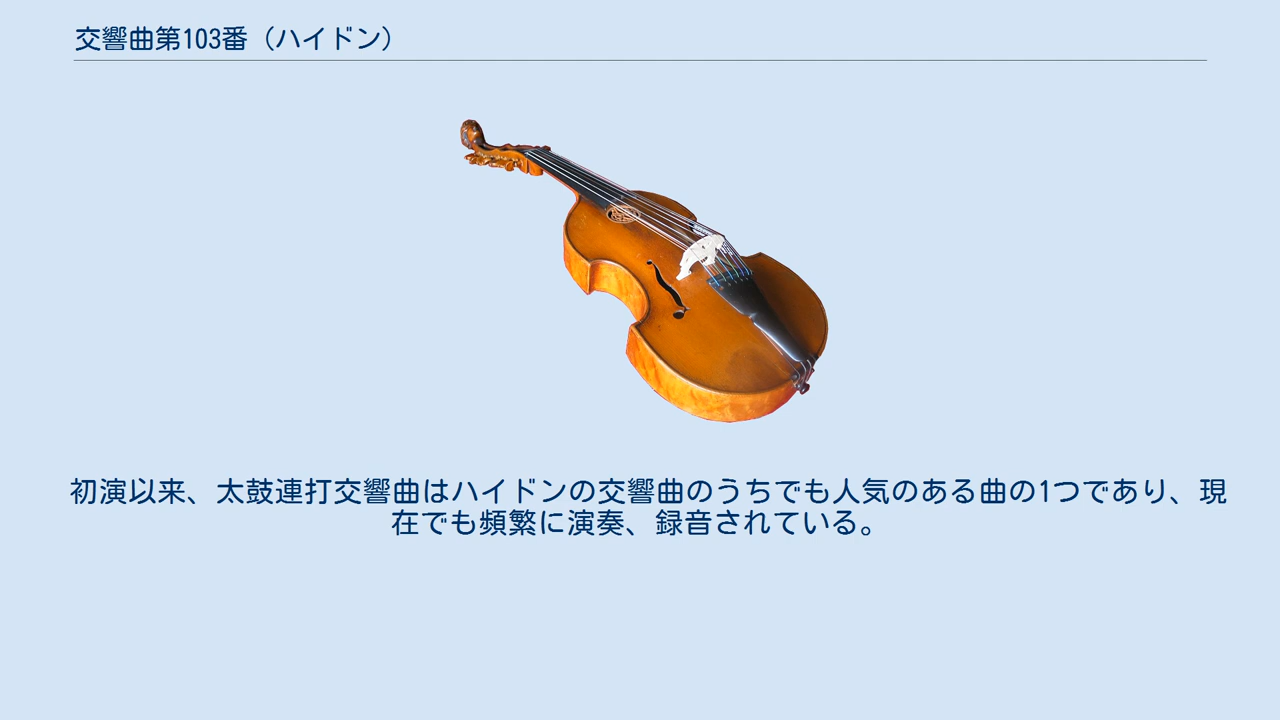 交響曲第103番（ハイドン）
初演以来、太鼓連打交響曲はハイドンの交響曲のうちでも人気のある曲の1つであり、現
在でも頻繁に演奏、録音されている。